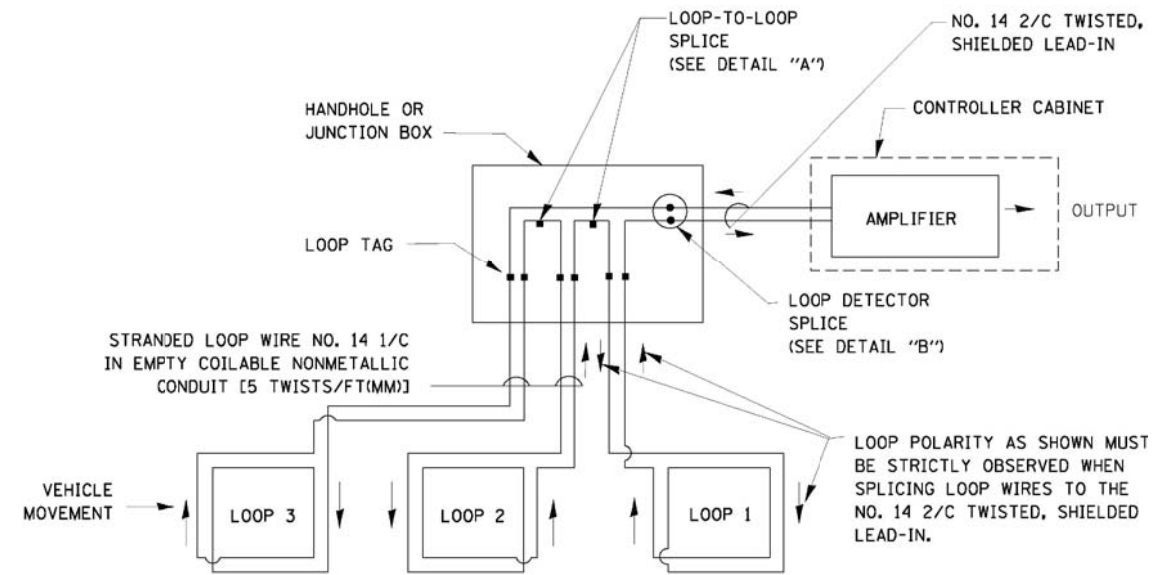 LOOP-TO-LOOP
SPLICE
(SEE DETAIL "A")
NO. 14 2/C TWISTED,
SHIELDED LEAD-IN
HANDHOLE OR
JUNCTION BOX
CONTROLLER CABINET
AMPLIFIER
OUTPUT
LOOP TAG
LOOP DETECTOR
SPLICE
(SEE DETAIL "B")
STRANDED LOOP WIRE NO. 14 1/C
IN EMPTY COILABLE NONMETALLIC
CONDUIT [5 TWISTS/FT(MM)]
LOOP POLARITY AS SHOWN MUST
BE STRICTLY OBSERVED WHEN
SPLICING LOOP WIRES TO THE
NO. 14 2/C TWISTED, SHIELDED
LEAD-IN.
VEHICLE
MOVEMENT
LOOP 3
LOOP 2
LOOP 1